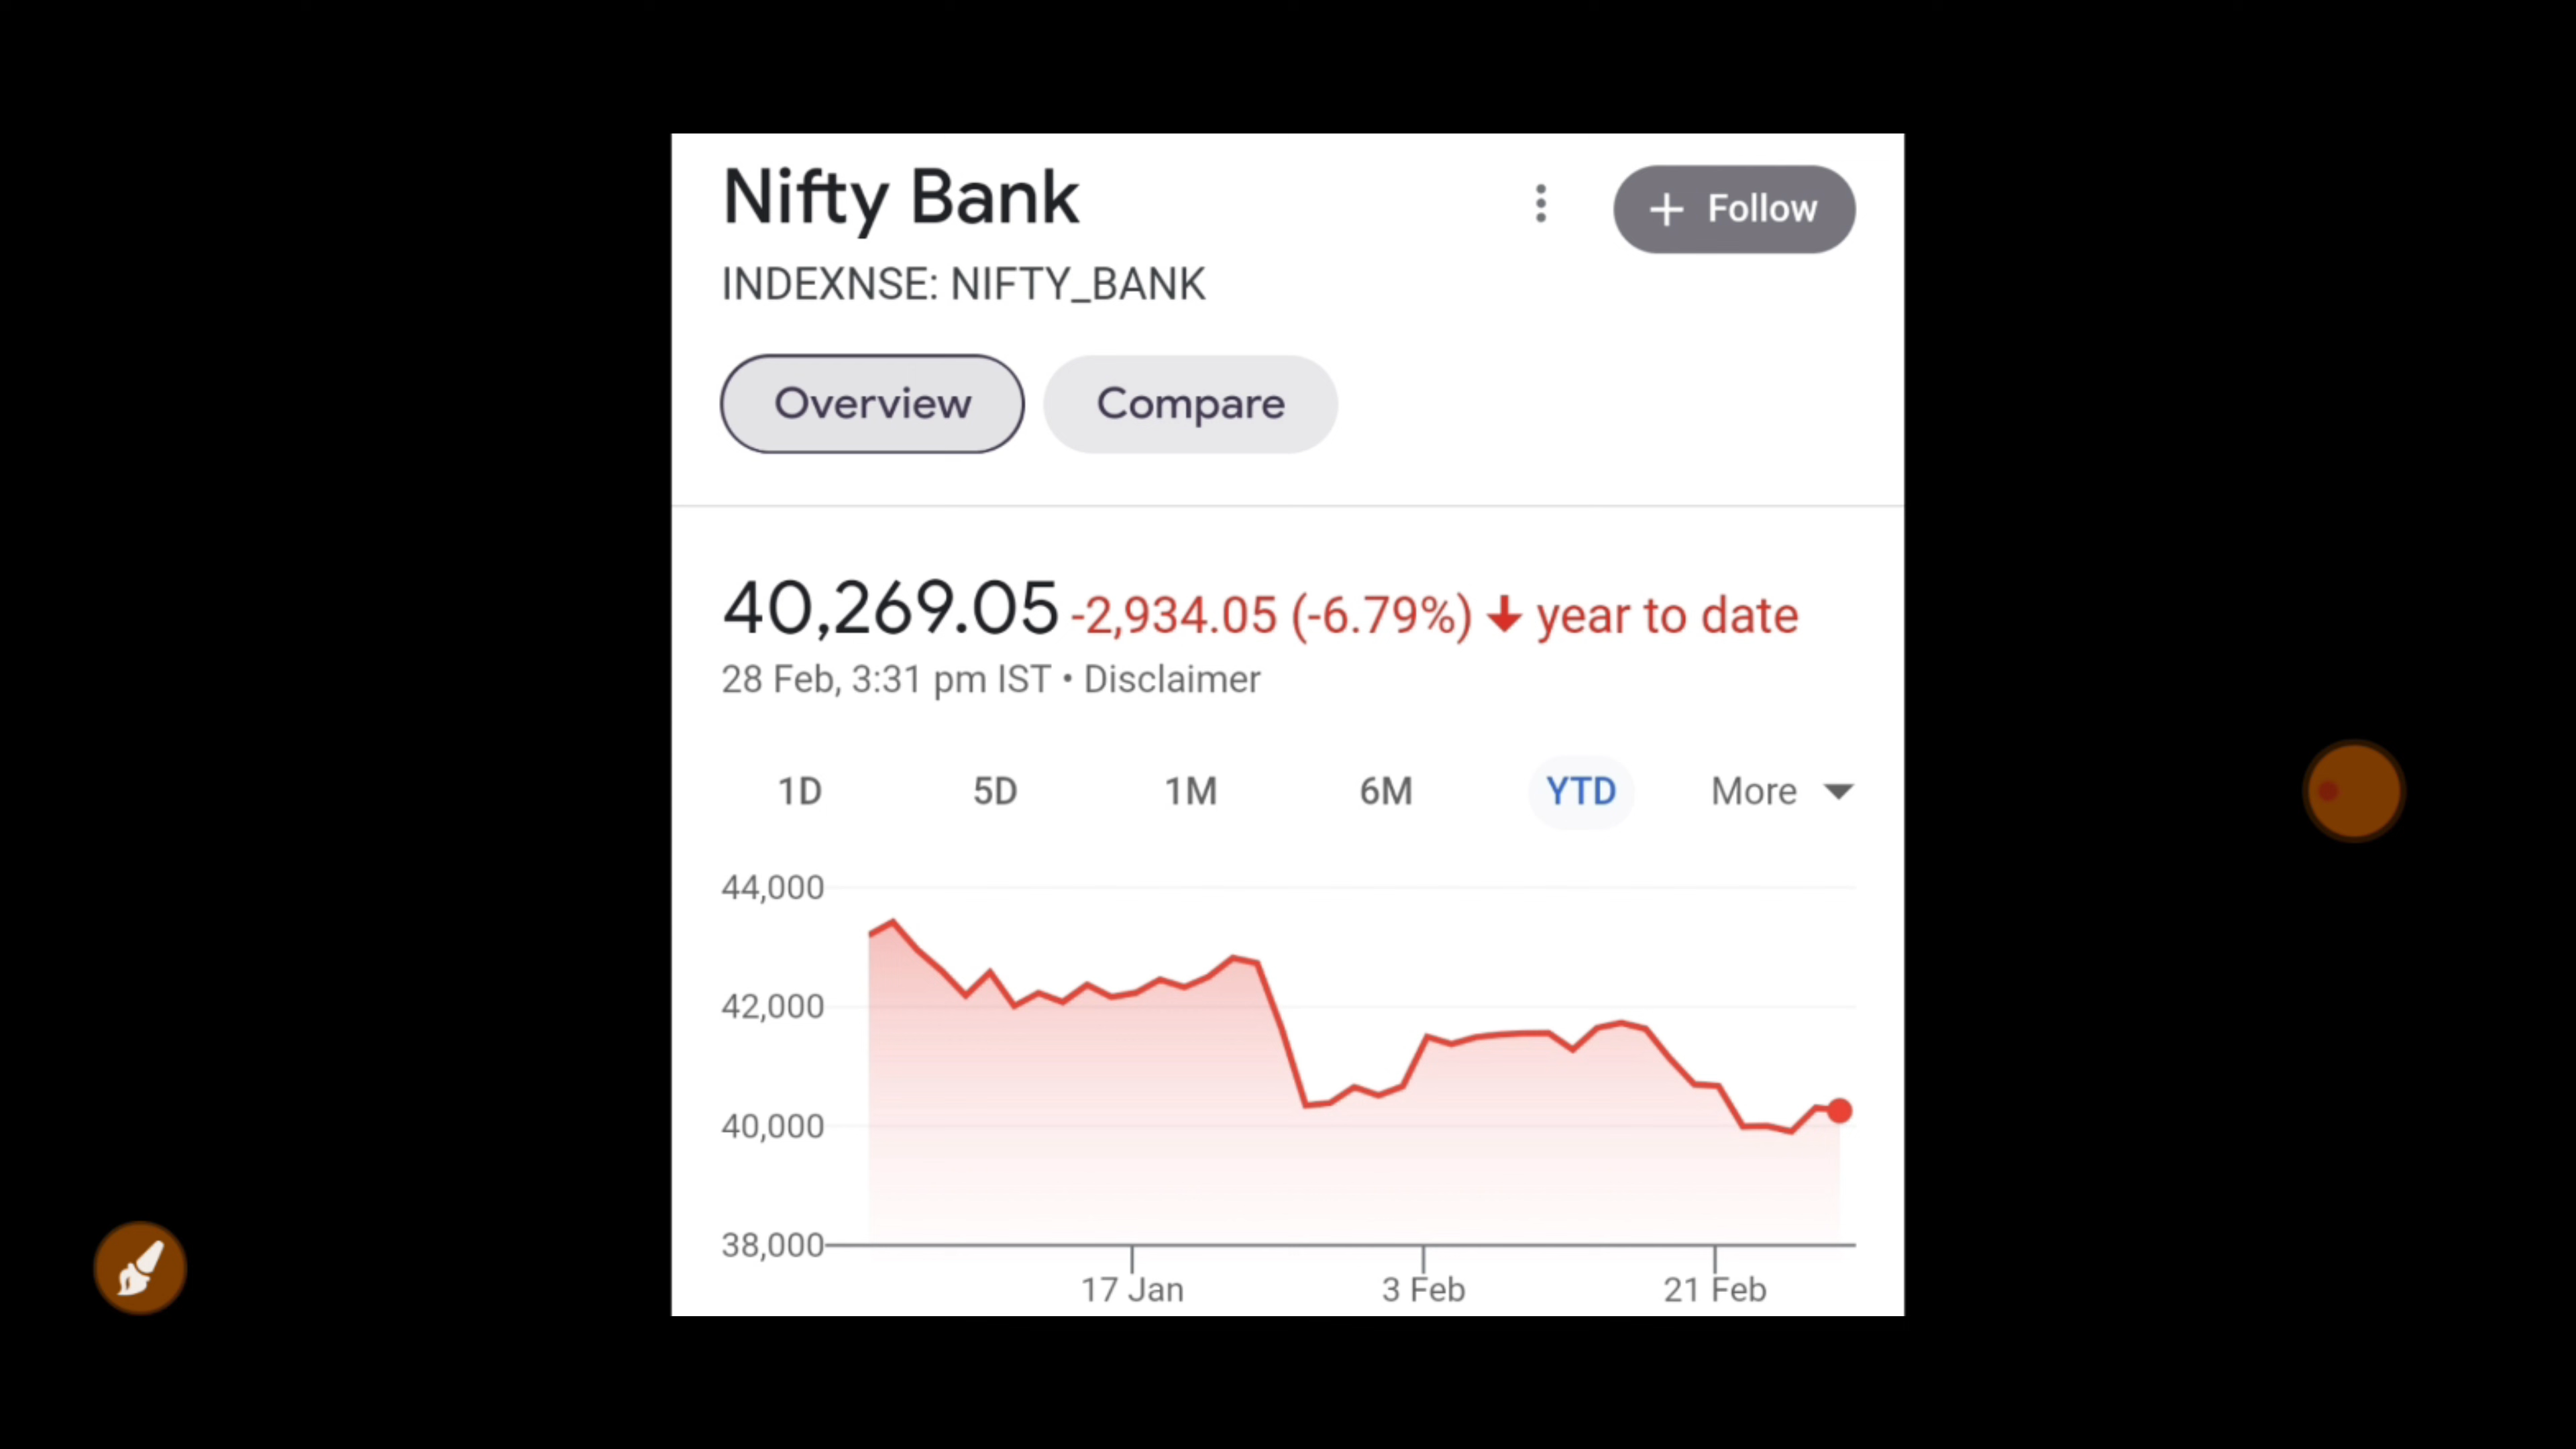 Nifty Bank
+ Follow
INDEXNSE: NIFTY_BANK
Overview Compare
40,269.05 -2,934.05 (-6.79%) ↓ year to date
28 Feb, 3:31 pm IST • Disclaimer
1D 5D 1M 6M YTD More
44,000
42,000
40,000
38,000
17 Jan 3 Feb 21 Feb